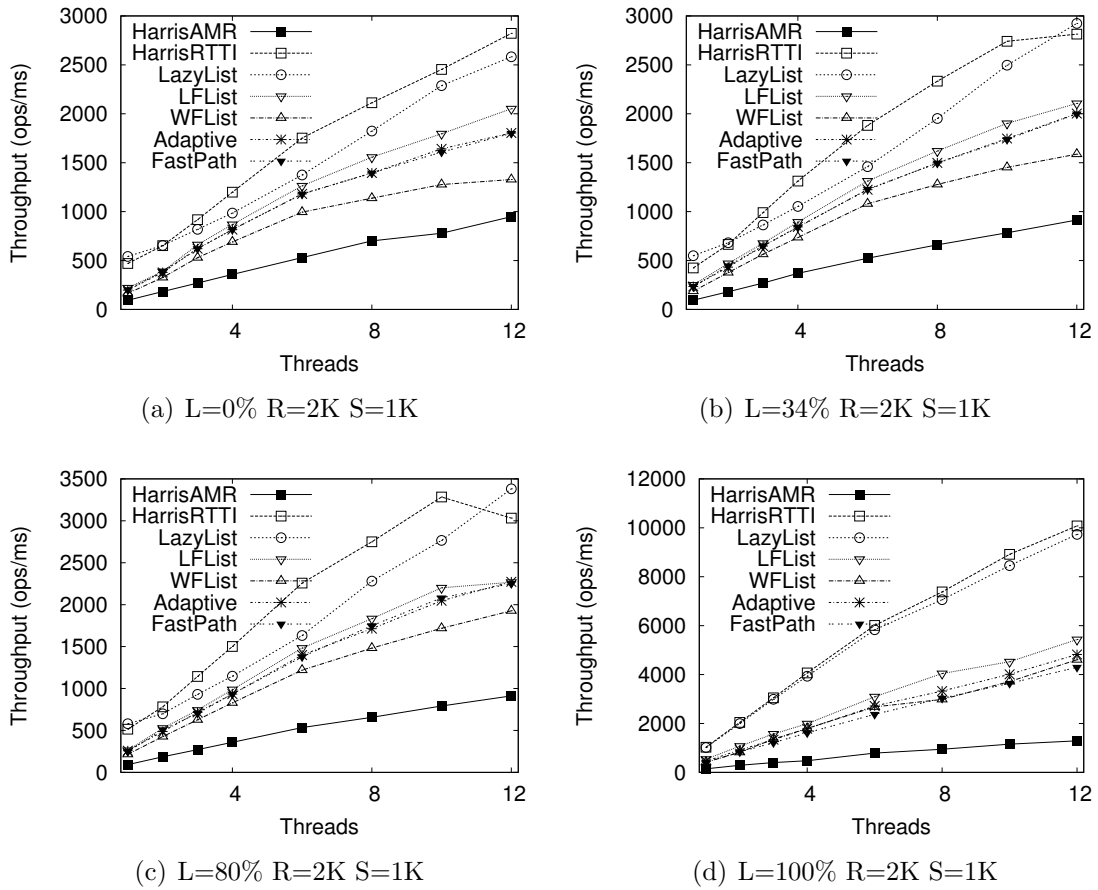 3000
2500
2000
1500
1000
500
0
Throughput (ops/ms)
HarrisAMR
HarrisRTTI
LazyList
LFList
WFList
Adaptive
FastPath
4
8
12
Threads
(a) L=0% R=2K S=1K
3000
2500
2000
1500
1000
500
0
Throughput (ops/ms)
HarrisAMR
HarrisRTTI
LazyList
LFList
WFList
Adaptive
FastPath
4
8
12
Threads
(b) L=34% R=2K S=1K
3500
3000
2500
2000
1500
1000
500
0
Throughput (ops/ms)
HarrisAMR
HarrisRTTI
LazyList
LFList
WFList
Adaptive
FastPath
4
8
12
Threads
(c) L=80% R=2K S=1K
12000
10000
8000
6000
4000
2000
0
Throughput (ops/ms)
HarrisAMR
HarrisRTTI
LazyList
LFList
WFList
Adaptive
FastPath
4
8
12
Threads
(d) L=100% R=2K S=1K